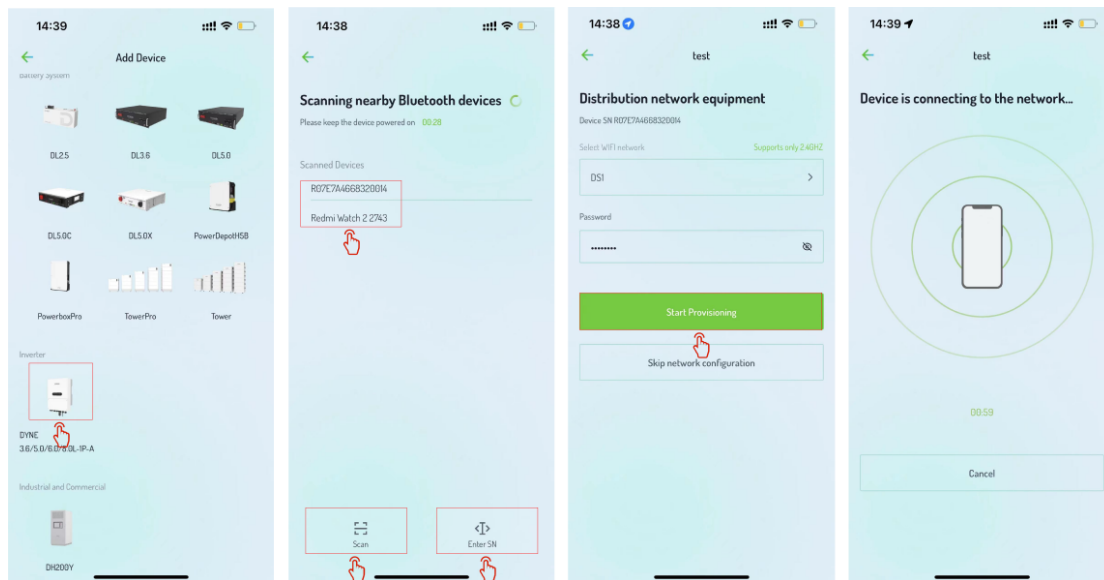 14:39
Add Device
Battery System
DL2.5
DL3.6
DL5.0
DL5.0C
DL5.0X
PowerDepotH5B
PowerboxPro
TowerPro
Tower
Inverter
DYNE
3.6/5.0/6.0/8.0L-1P-A
Industrial and Commercial
DH200Y
14:38
Scanning nearby Bluetooth devices
Please keep the device powered on 00:28
Scanned Devices
R07E7A4668320014
Redmi Watch 2 2743
Scan
Enter SN
14:38
test
Distribution network equipment
Device SN R07E7A4668320014
Select WIFI network
Supports only 2.4GHZ
DS1
Password
••••••••
Start Provisioning
Skip network configuration
14:39
test
Device is connecting to the network...
00:59
Cancel